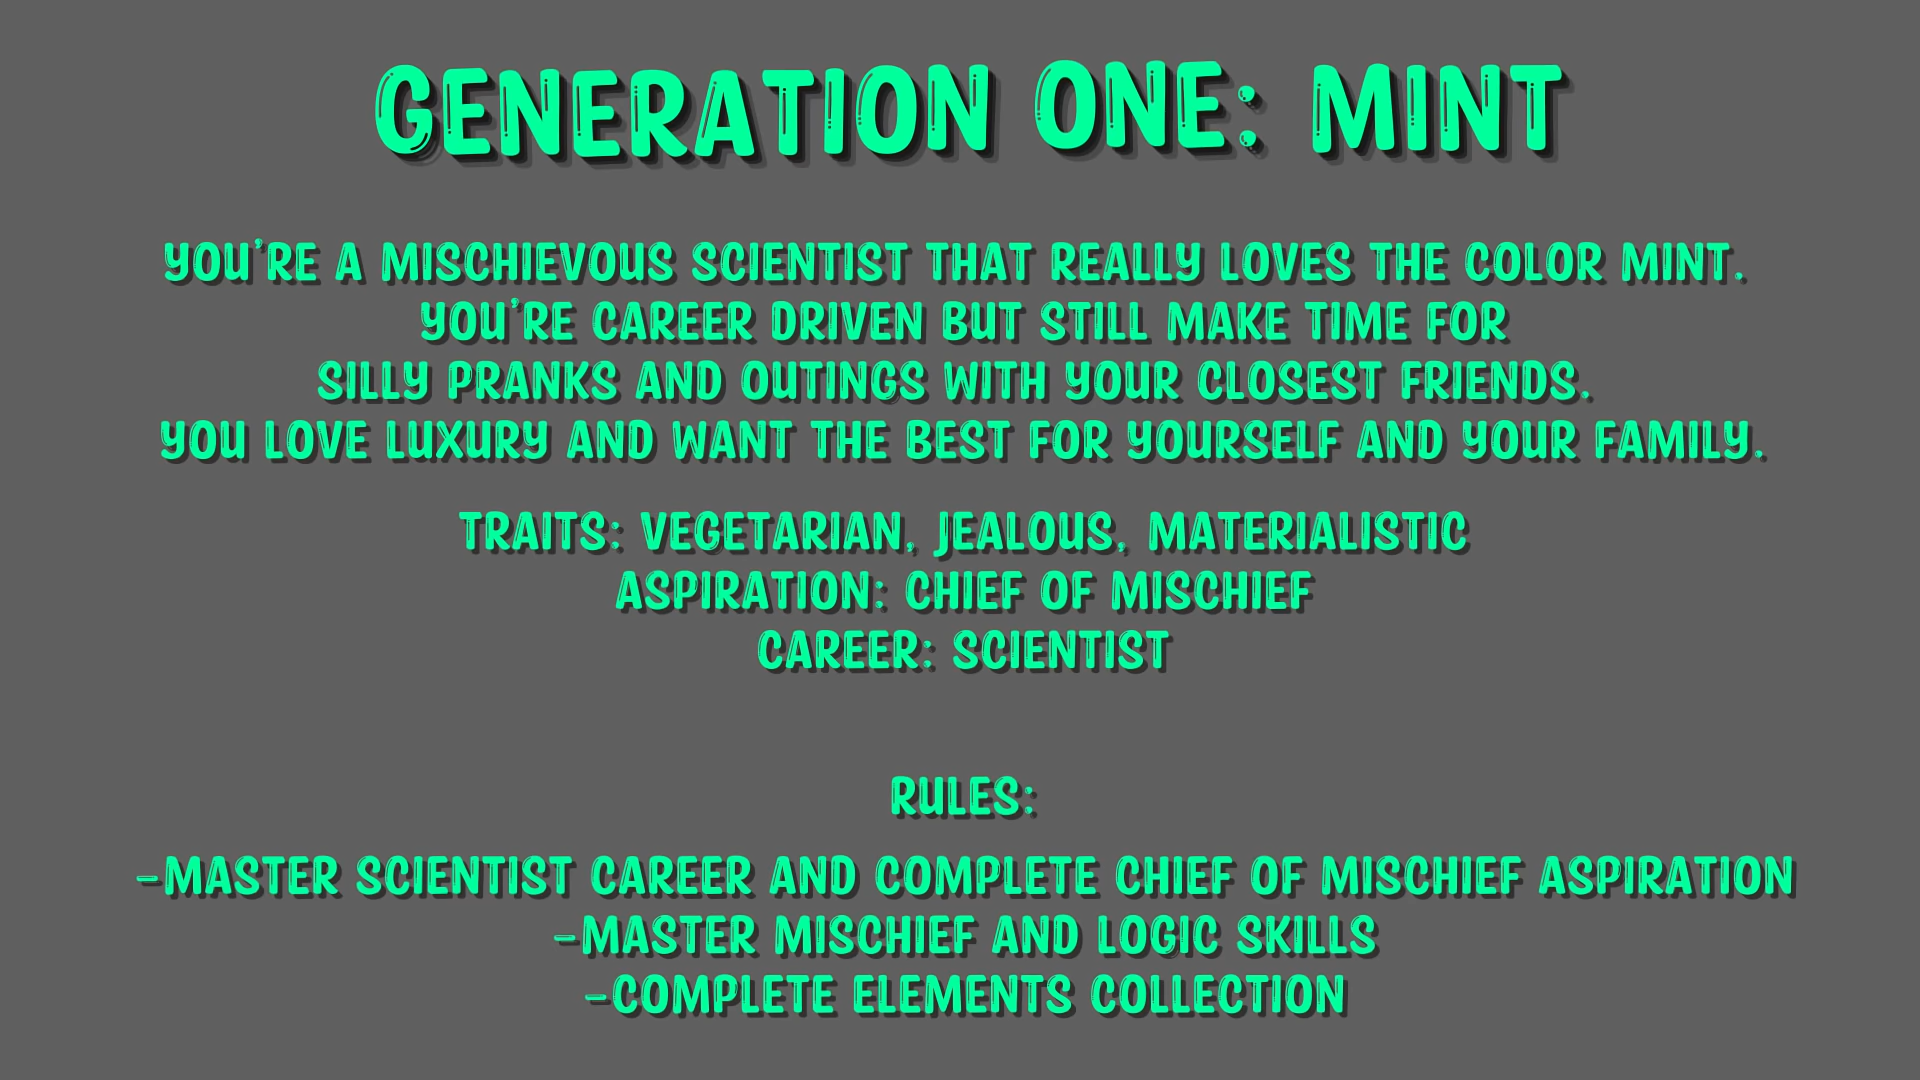 GENERATION ONE: MINT
YOU'RE A MISCHIEVOUS SCIENTIST THAT REALLY LOVES THE COLOR MINT.
YOU'RE CAREER DRIVEN BUT STILL MAKE TIME FOR
SILLY PRANKS AND OUTINGS WITH YOUR CLOSEST FRIENDS.
YOU LOVE LUXURY AND WANT THE BEST FOR YOURSELF AND YOUR FAMILY.
TRAITS: VEGETARIAN, JEALOUS, MATERIALISTIC
ASPIRATION: CHIEF OF MISCHIEF
CAREER: SCIENTIST
RULES:
-MASTER SCIENTIST CAREER AND COMPLETE CHIEF OF MISCHIEF ASPIRATION
-MASTER MISCHIEF AND LOGIC SKILLS
-COMPLETE ELEMENTS COLLECTION